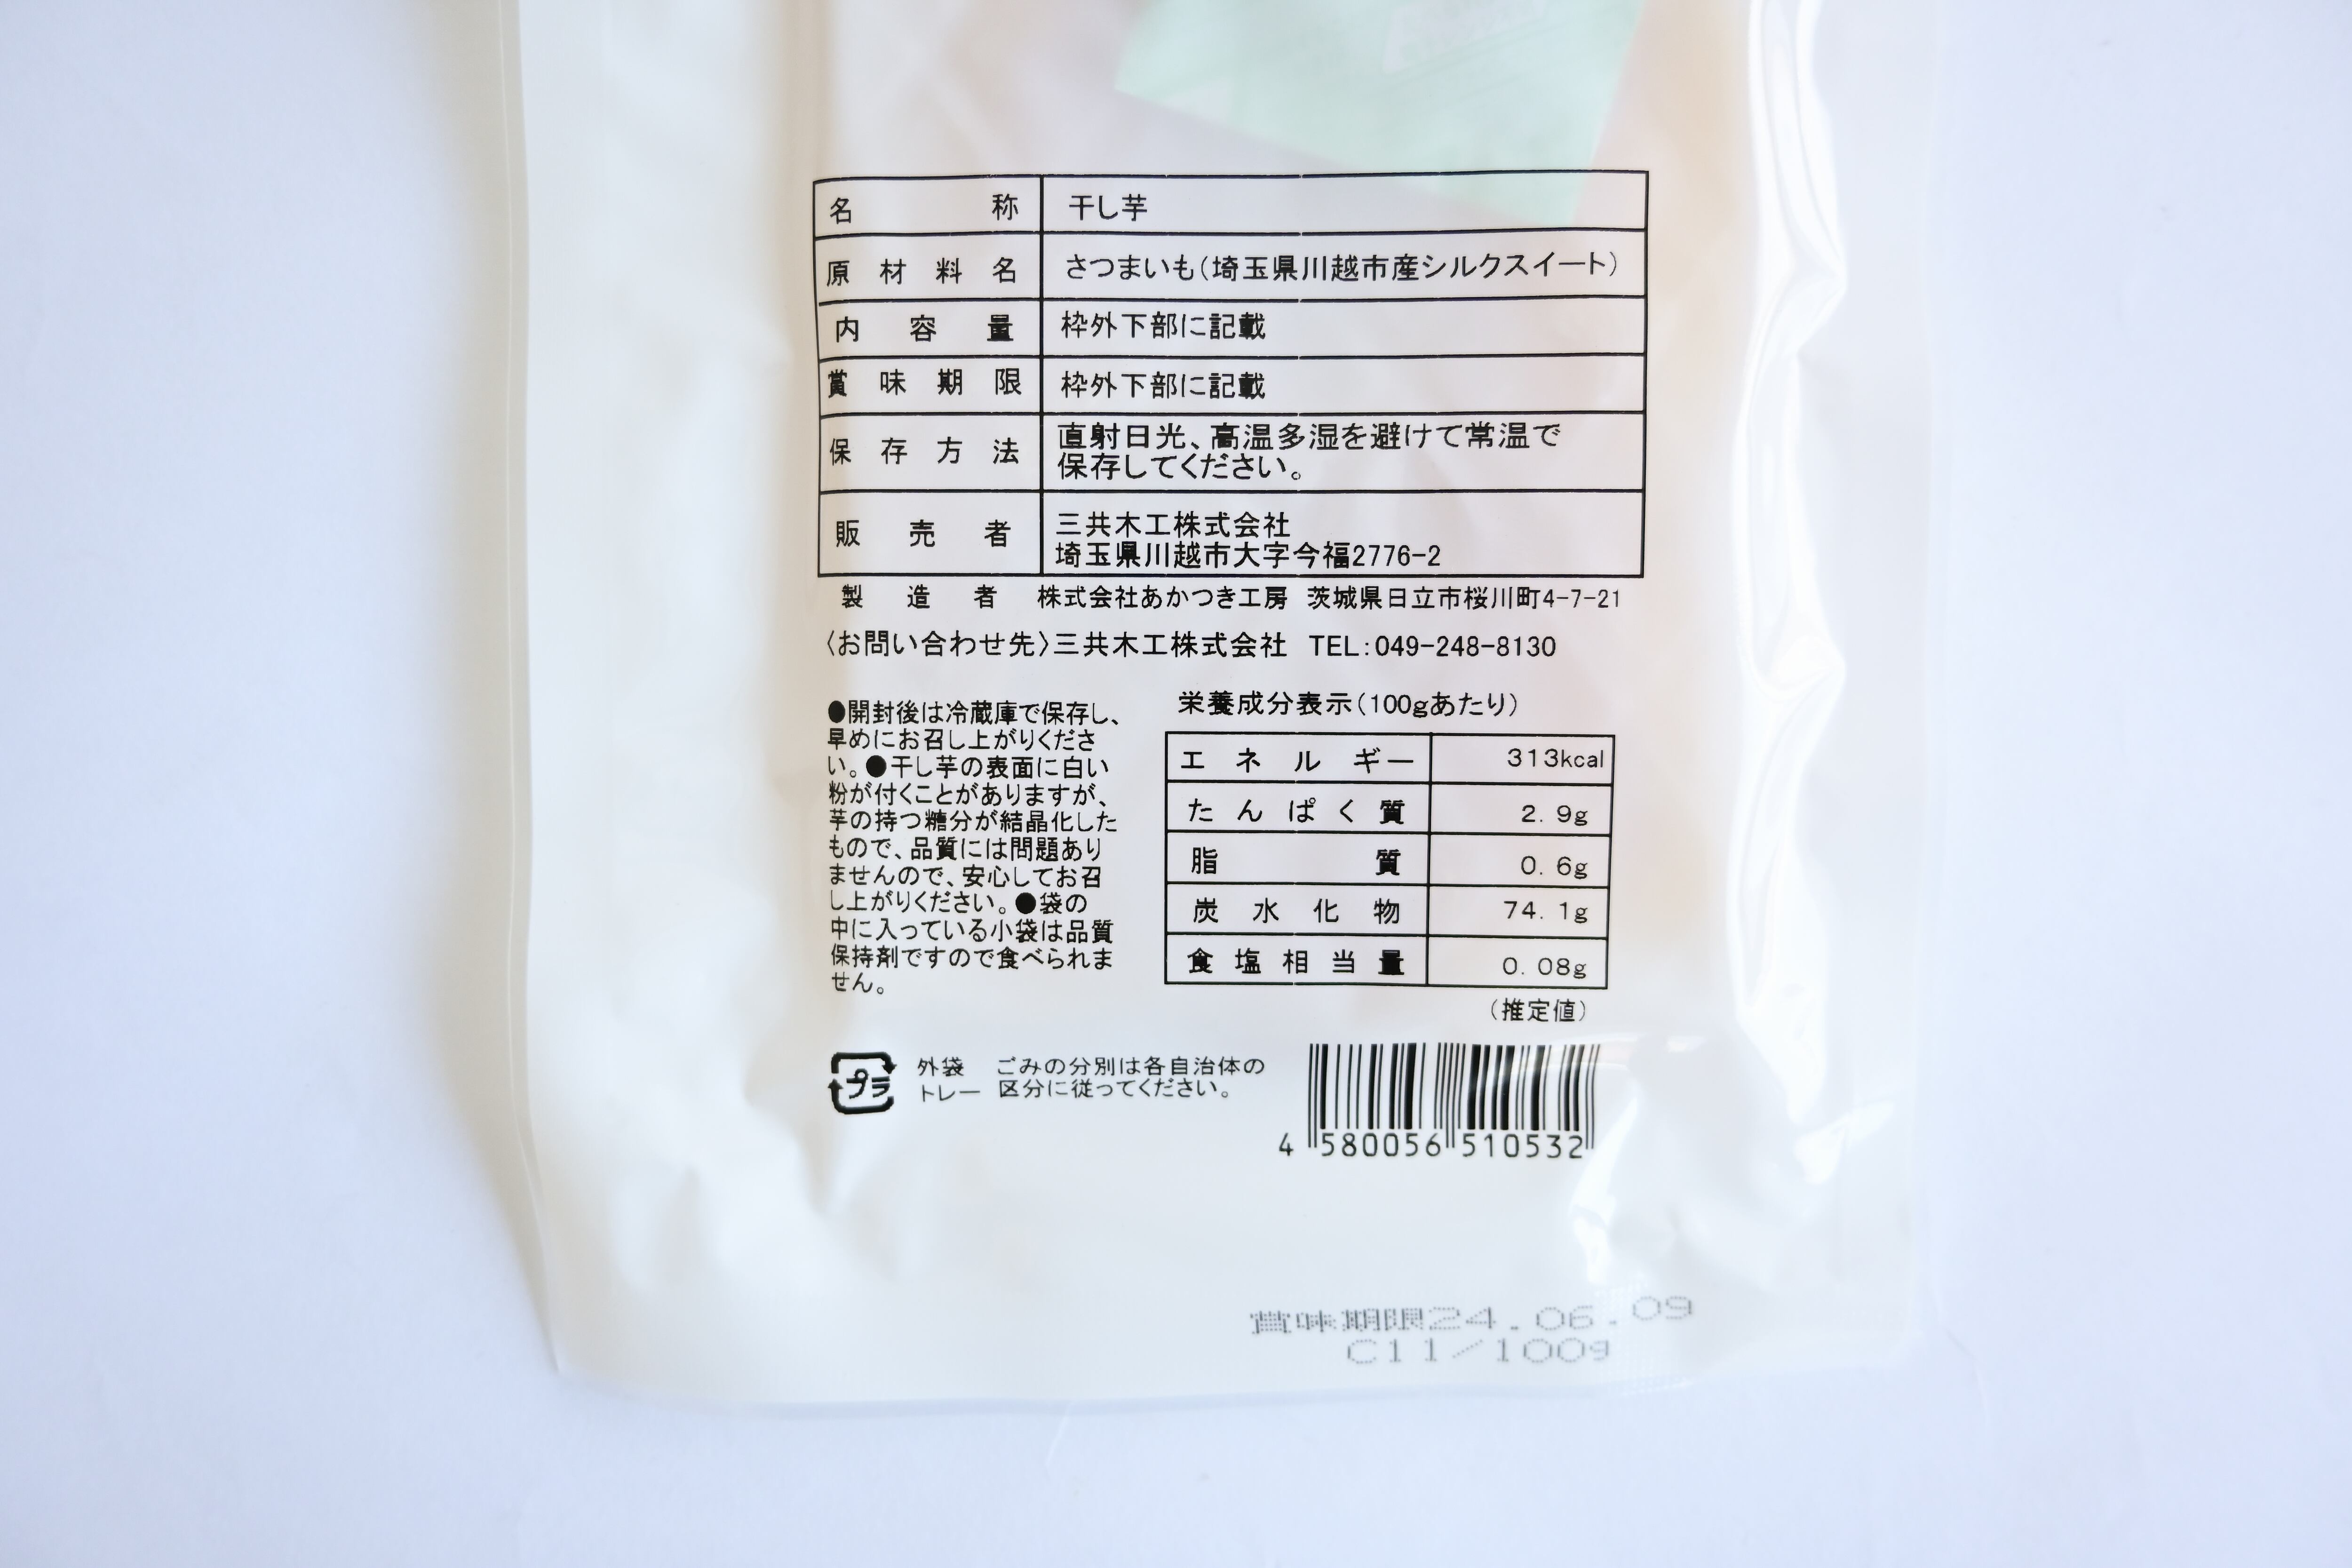 名称 干し芋
原材料名 さつまいも(埼玉県川越市産シルクスイート)
内容量 枠外下部に記載
賞味期限 枠外下部に記載
保存方法 直射日光、高温多湿を避けて常温で
保存してください。
販売者 三共木工株式会社
埼玉県川越市大字今福2776-2
製造者 株式会社あかつき工房 茨城県日立市桜川町4-7-21
〈お問い合わせ先〉三共木工株式会社 TEL:049-248-8130
●開封後は冷蔵庫で保存し、
早めにお召し上がりくださ
い。●干し芋の表面に白い
粉が付くことがありますが、
芋の持つ糖分が結晶化した
もので、品質には問題あり
ませんので、安心してお召
し上がりください。●袋の
中に入っている小袋は品質
保持剤ですので食べられま
せん。
栄養成分表示(100gあたり)
エネルギー 313kcal
たんぱく質 2.9g
脂質 0.6g
炭水化物 74.1g
食塩相当量 0.08g
(推定値)
プラ
外袋 ごみの分別は各自治体の
トレー 区分に従ってください。
4 580056 510532
賞味期限24.06.09
C11/100g